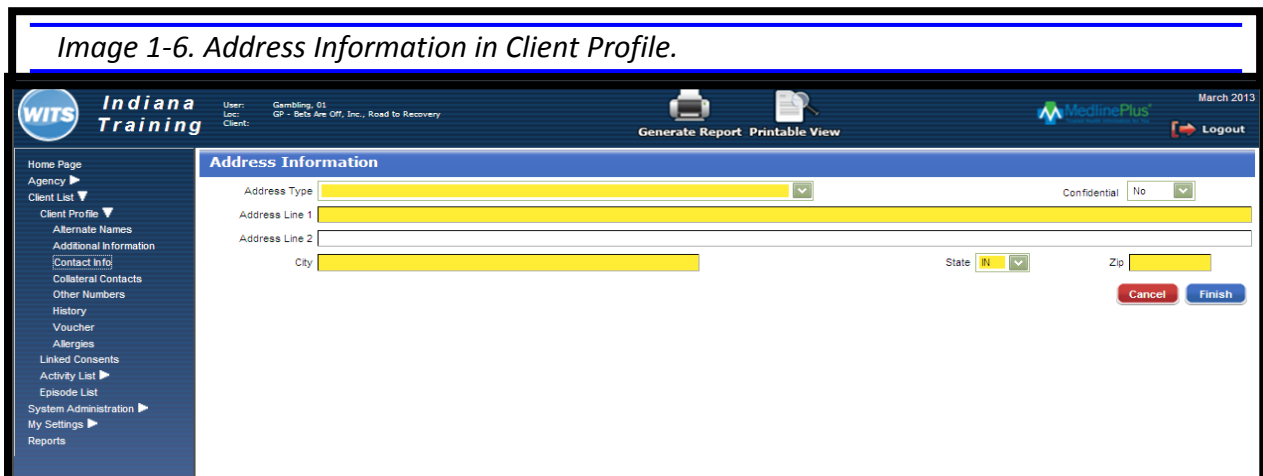 Image 1-6. Address Information in Client Profile.
WITS
Indiana
Training
User: Gambling, 01
Loc: GP - Bets Are Off, Inc., Road to Recovery
Client:
Generate Report Printable View
MedlinePlus
March 2013
Logout
Home Page
Agency
Client List
Client Profile
Alternate Names
Additional Information
Contact Info
Collateral Contacts
Other Numbers
History
Voucher
Allergies
Linked Consents
Activity List
Episode List
System Administration
My Settings
Reports
Address Information
Address Type
Confidential No
Address Line 1
Address Line 2
City State IN Zip
Cancel Finish